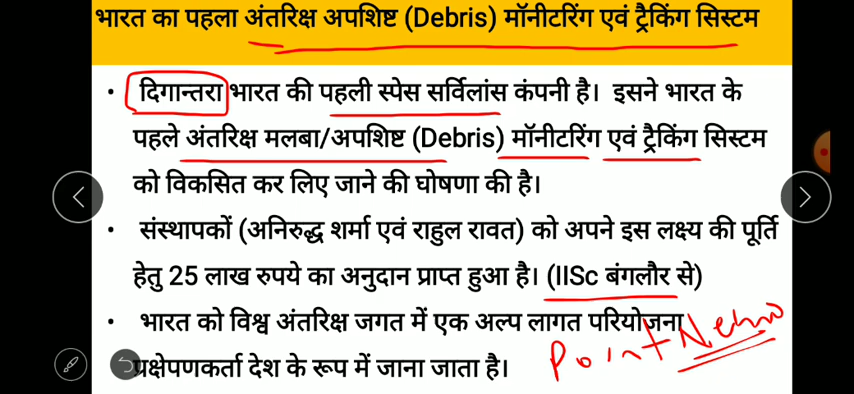 भारत का पहला अंतरिक्ष अपशिष्ट (Debris) मॉनीटरिंग एवं ट्रैकिंग सिस्टम
• दिगान्तरा भारत की पहली स्पेस सर्विलांस कंपनी है। इसने भारत के
पहले अंतरिक्ष मलबा/अपशिष्ट (Debris) मॉनीटरिंग एवं ट्रैकिंग सिस्टम
को विकसित कर लिए जाने की घोषणा की है।
• संस्थापकों (अनिरुद्ध शर्मा एवं राहुल रावत) को अपने इस लक्ष्य की पूर्ति
हेतु 25 लाख रुपये का अनुदान प्राप्त हुआ है। (IISc बंगलौर से)
• भारत को विश्व अंतरिक्ष जगत में एक अल्प लागत परियोजना
प्रक्षेपणकर्ता देश के रूप में जाना जाता है।
Point Nemo